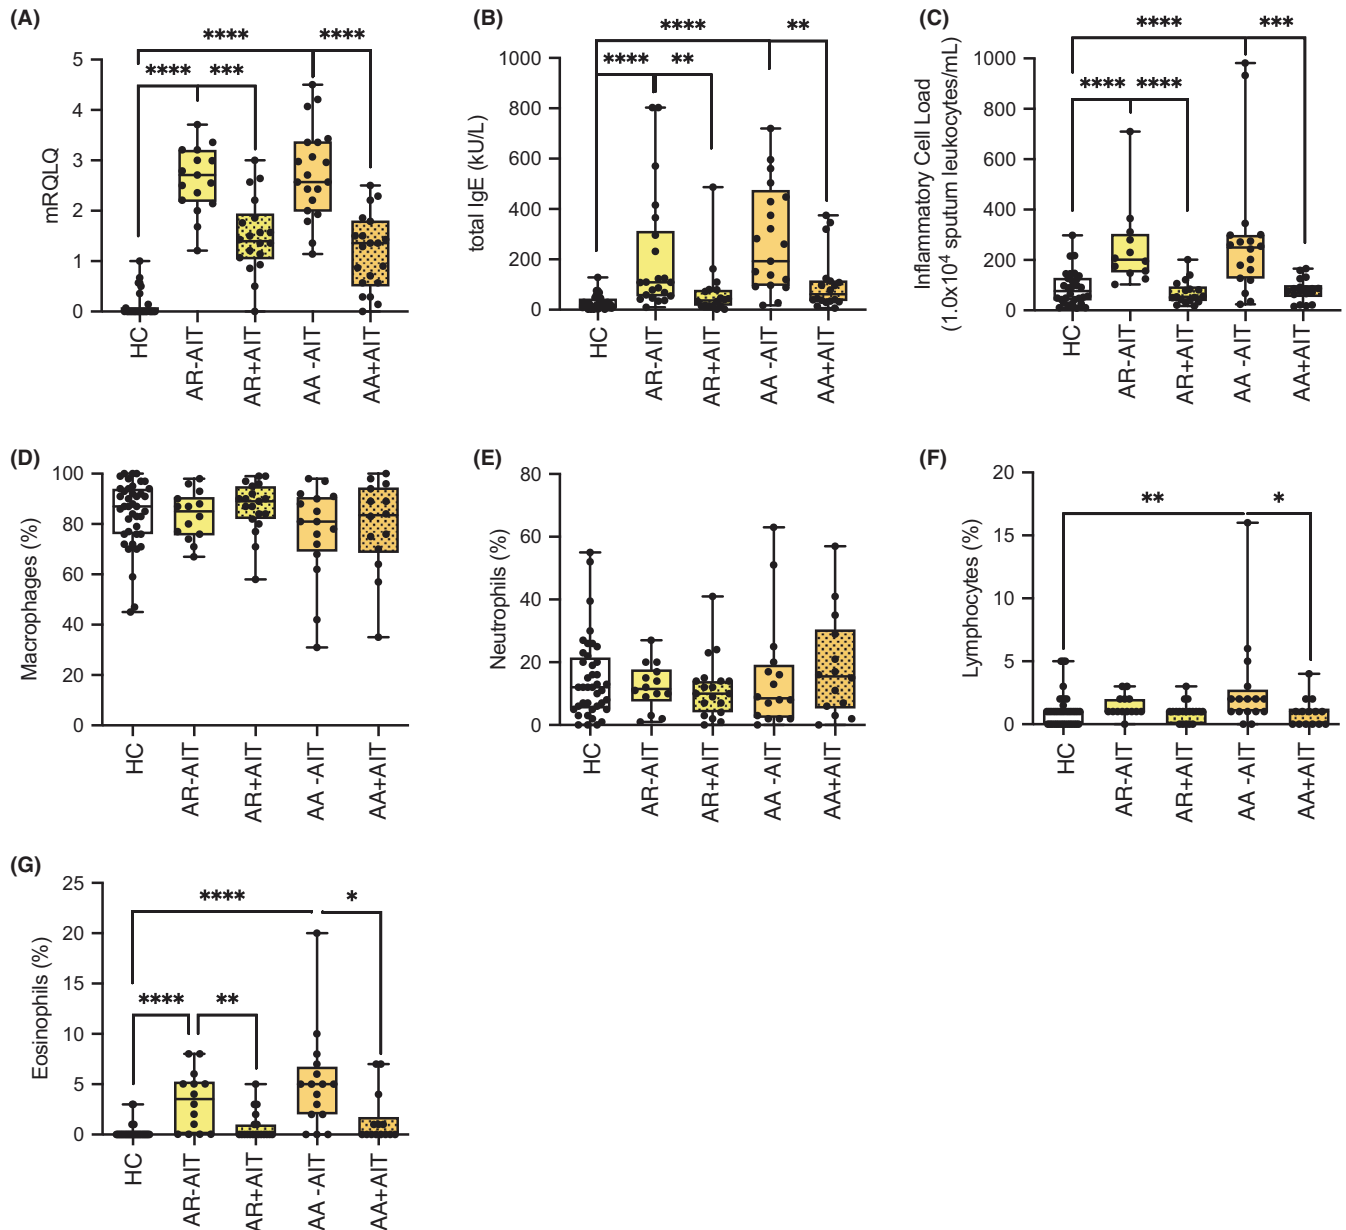 (A)
mRQLQ
5
4
3
2
1
0
**** ****
**** ***
HC
AR-AIT
AR+AIT
AA -AIT
AA+AIT
(B)
total IgE (kU/L)
1000
800
600
400
200
0
**** **
**** **
HC
AR-AIT
AR+AIT
AA -AIT
AA+AIT
(C)
Inflammatory Cell Load
(1.0x10⁴ sputum leukocytes/mL)
1000
800
600
400
200
0
**** ***
**** ****
HC
AR-AIT
AR+AIT
AA -AIT
AA+AIT
(D)
Macrophages (%)
100
80
60
40
20
0
HC
AR-AIT
AR+AIT
AA -AIT
AA+AIT
(E)
Neutrophils (%)
80
60
40
20
0
HC
AR-AIT
AR+AIT
AA -AIT
AA+AIT
(F)
Lymphocytes (%)
20
15
10
5
0
** *
HC
AR-AIT
AR+AIT
AA -AIT
AA+AIT
(G)
Eosinophils (%)
25
20
15
10
5
0
**** *
**** **
HC
AR-AIT
AR+AIT
AA -AIT
AA+AIT